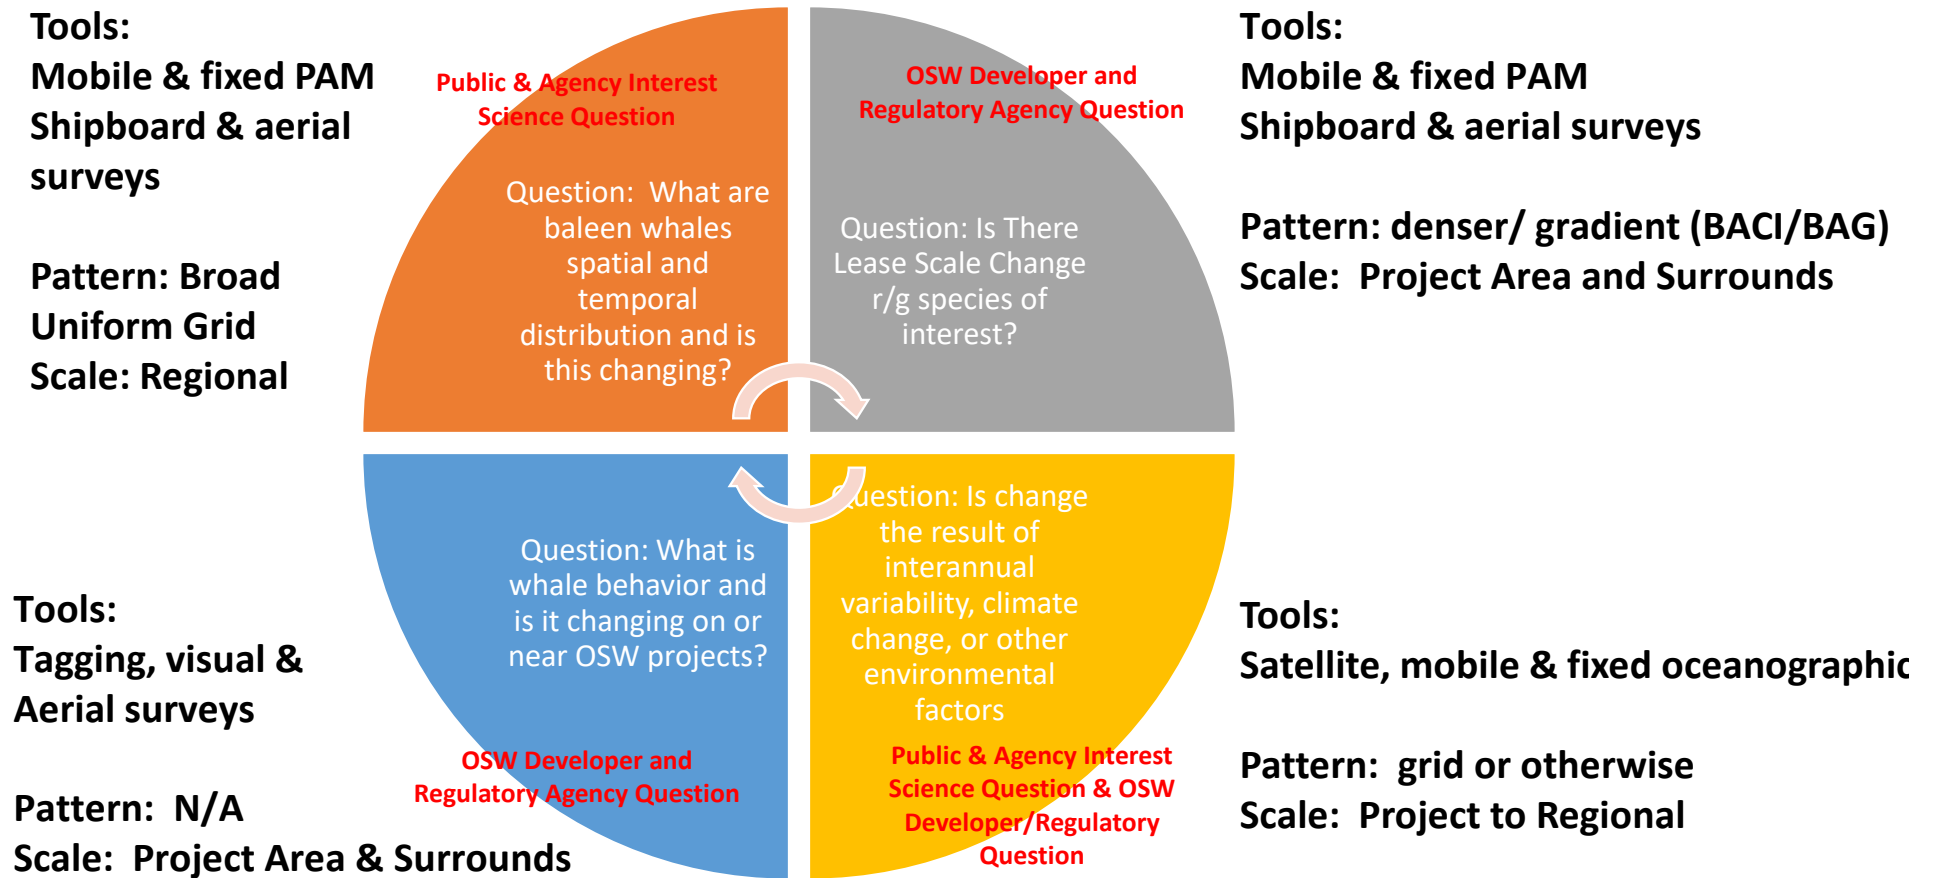 Tools:
Mobile & fixed PAM
Shipboard & aerial
surveys
Pattern: Broad
Uniform Grid
Scale: Regional
Public & Agency Interest
Science Question
Question:  What are
baleen whales
spatial and
temporal
distribution and is
this changing?
OSW Developer and
Regulatory Agency Question
Question: Is There
Lease Scale Change
r/g species of
interest?
Tools:
Mobile & fixed PAM
Shipboard & aerial surveys
Pattern: denser/ gradient (BACI/BAG)
Scale:  Project Area and Surrounds
Tools:
Tagging, visual &
Aerial surveys
Pattern:  N/A
Scale:  Project Area & Surrounds
Question: What is
whale behavior and
is it changing on or
near OSW projects?
OSW Developer and
Regulatory Agency Question
Question: Is change
the result of
interannual
variability, climate
change, or other
environmental
factors
Public & Agency Interest
Science Question & OSW
Developer/Regulatory
Question
Tools:
Satellite, mobile & fixed oceanographic
Pattern:  grid or otherwise
Scale:  Project to Regional